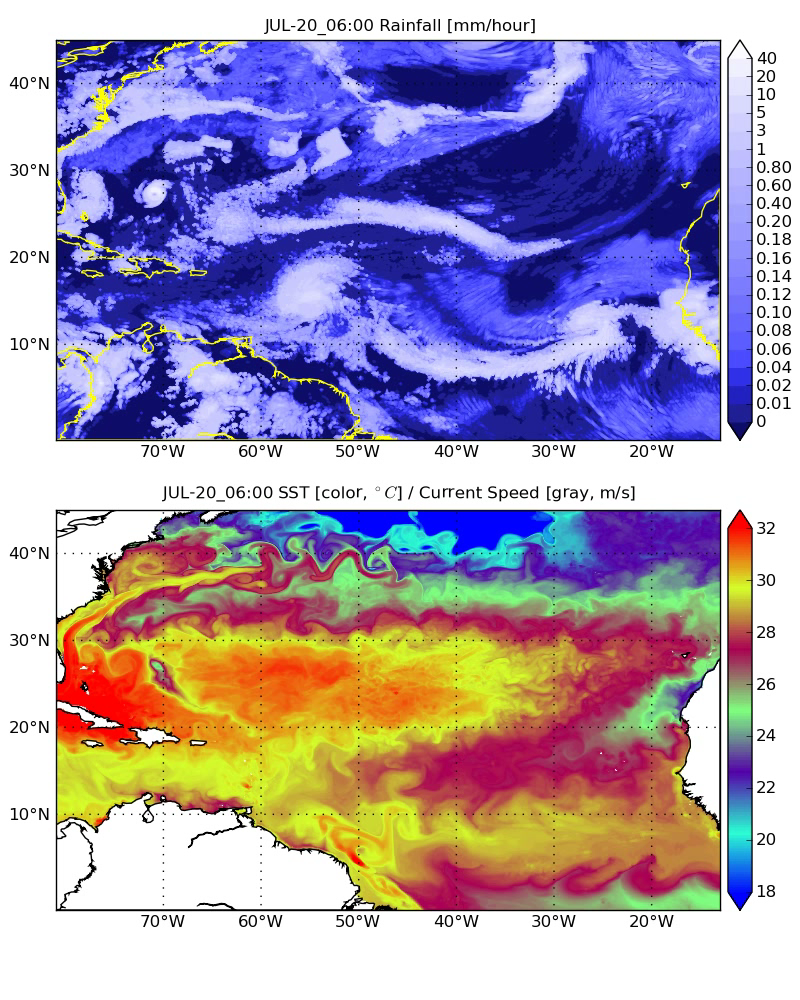 JUL-20_06:00 Rainfall [mm/hour]
40°N
30°N
20°N
10°N
70°W 60°W 50°W 40°W 30°W 20°W
40
20
10
5
3
1
0.80
0.60
0.40
0.20
0.18
0.16
0.14
0.12
0.10
0.08
0.06
0.04
0.02
0.01
0
JUL-20_06:00 SST [color, °C] / Current Speed [gray, m/s]
40°N
30°N
20°N
10°N
70°W 60°W 50°W 40°W 30°W 20°W
32
30
28
26
24
22
20
18